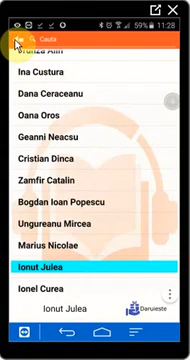 59% 11:28
Cauta
Ina Custura
Dana Ceraceanu
Oana Oros
Geanni Neacsu
Cristian Dinca
Zamfir Catalin
Bogdan Ioan Popescu
Ungureanu Mircea
Marius Nicolae
Ionut Julea
Ionel Curea
Ionut Julea
Daruieste